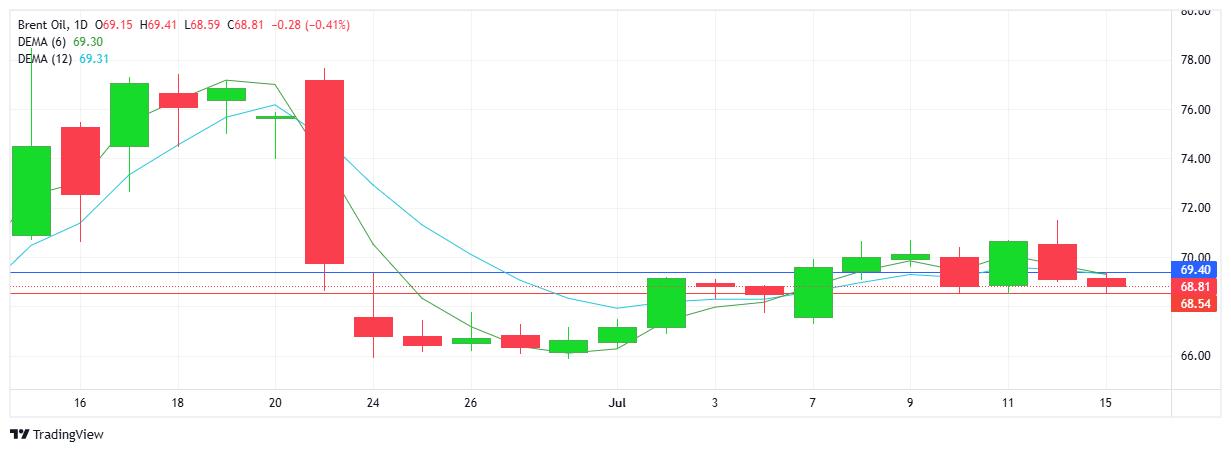 Brent Oil, 1D O69.15 H69.41 L68.59 C68.81 −0.28 (−0.41%)
DEMA (6) 69.30
DEMA (12) 69.31
80.00
78.00
76.00
74.00
72.00
70.00
69.40
68.81
68.54
66.00
16 18 20 24 26 Jul 3 7 9 11 15
TradingView